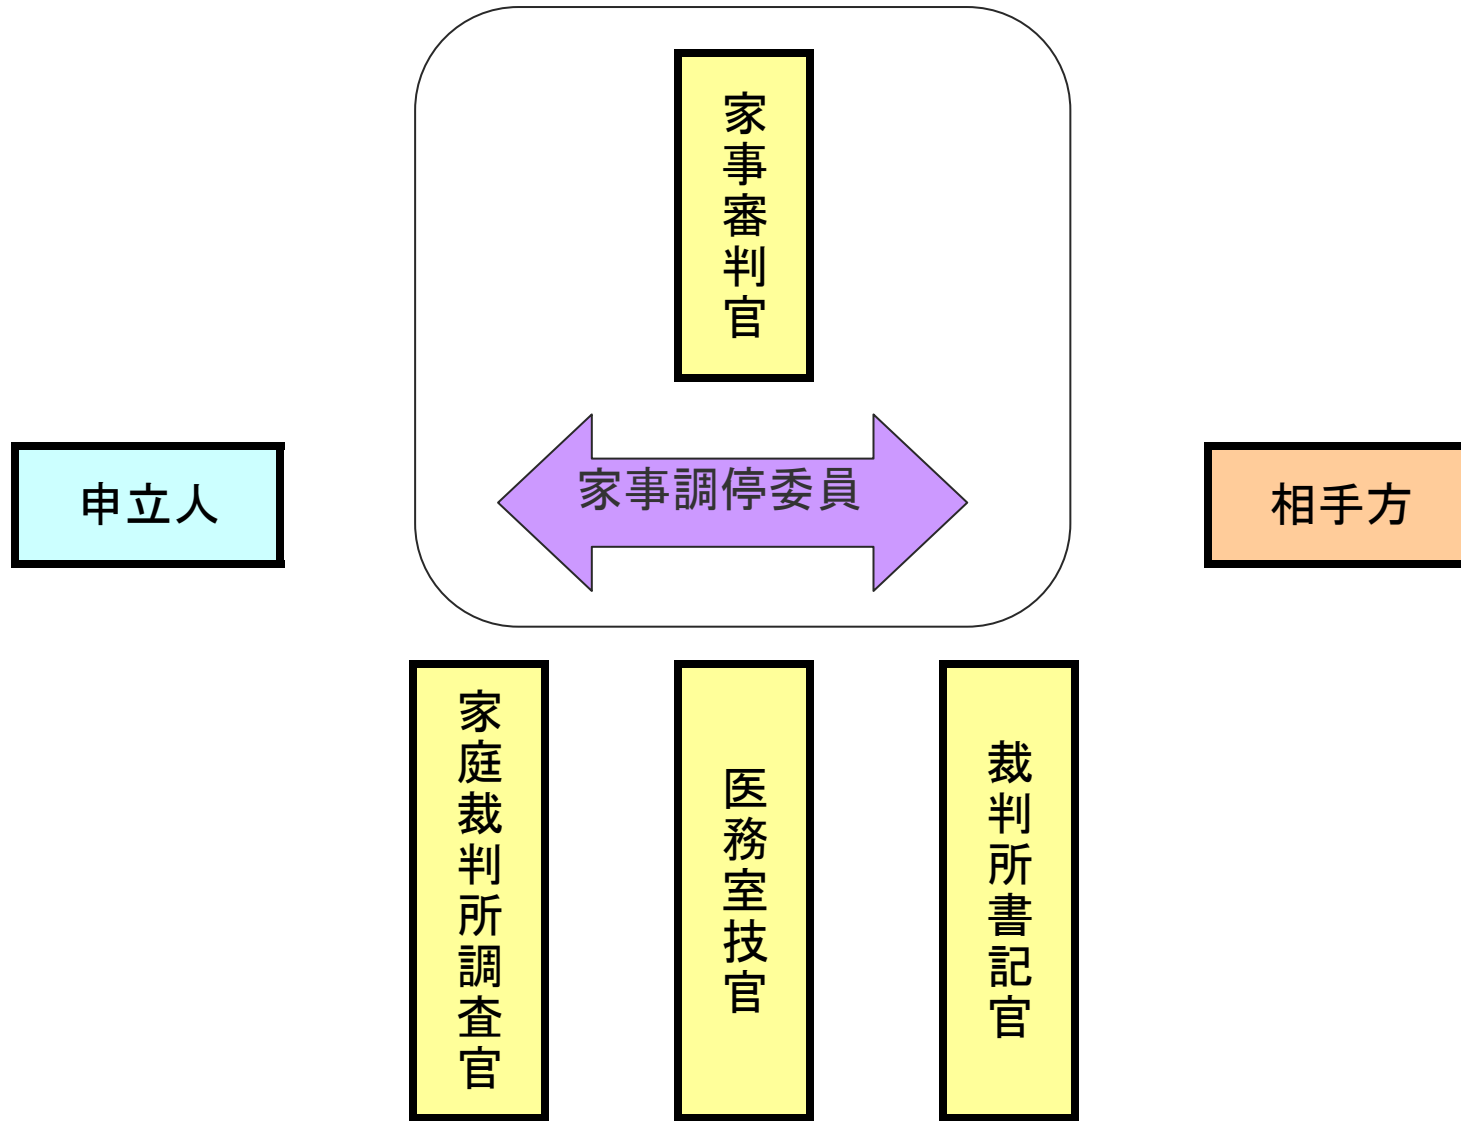 家事審判官
申立人
家事調停委員
相手方
家庭裁判所調査官
医務室技官
裁判所書記官